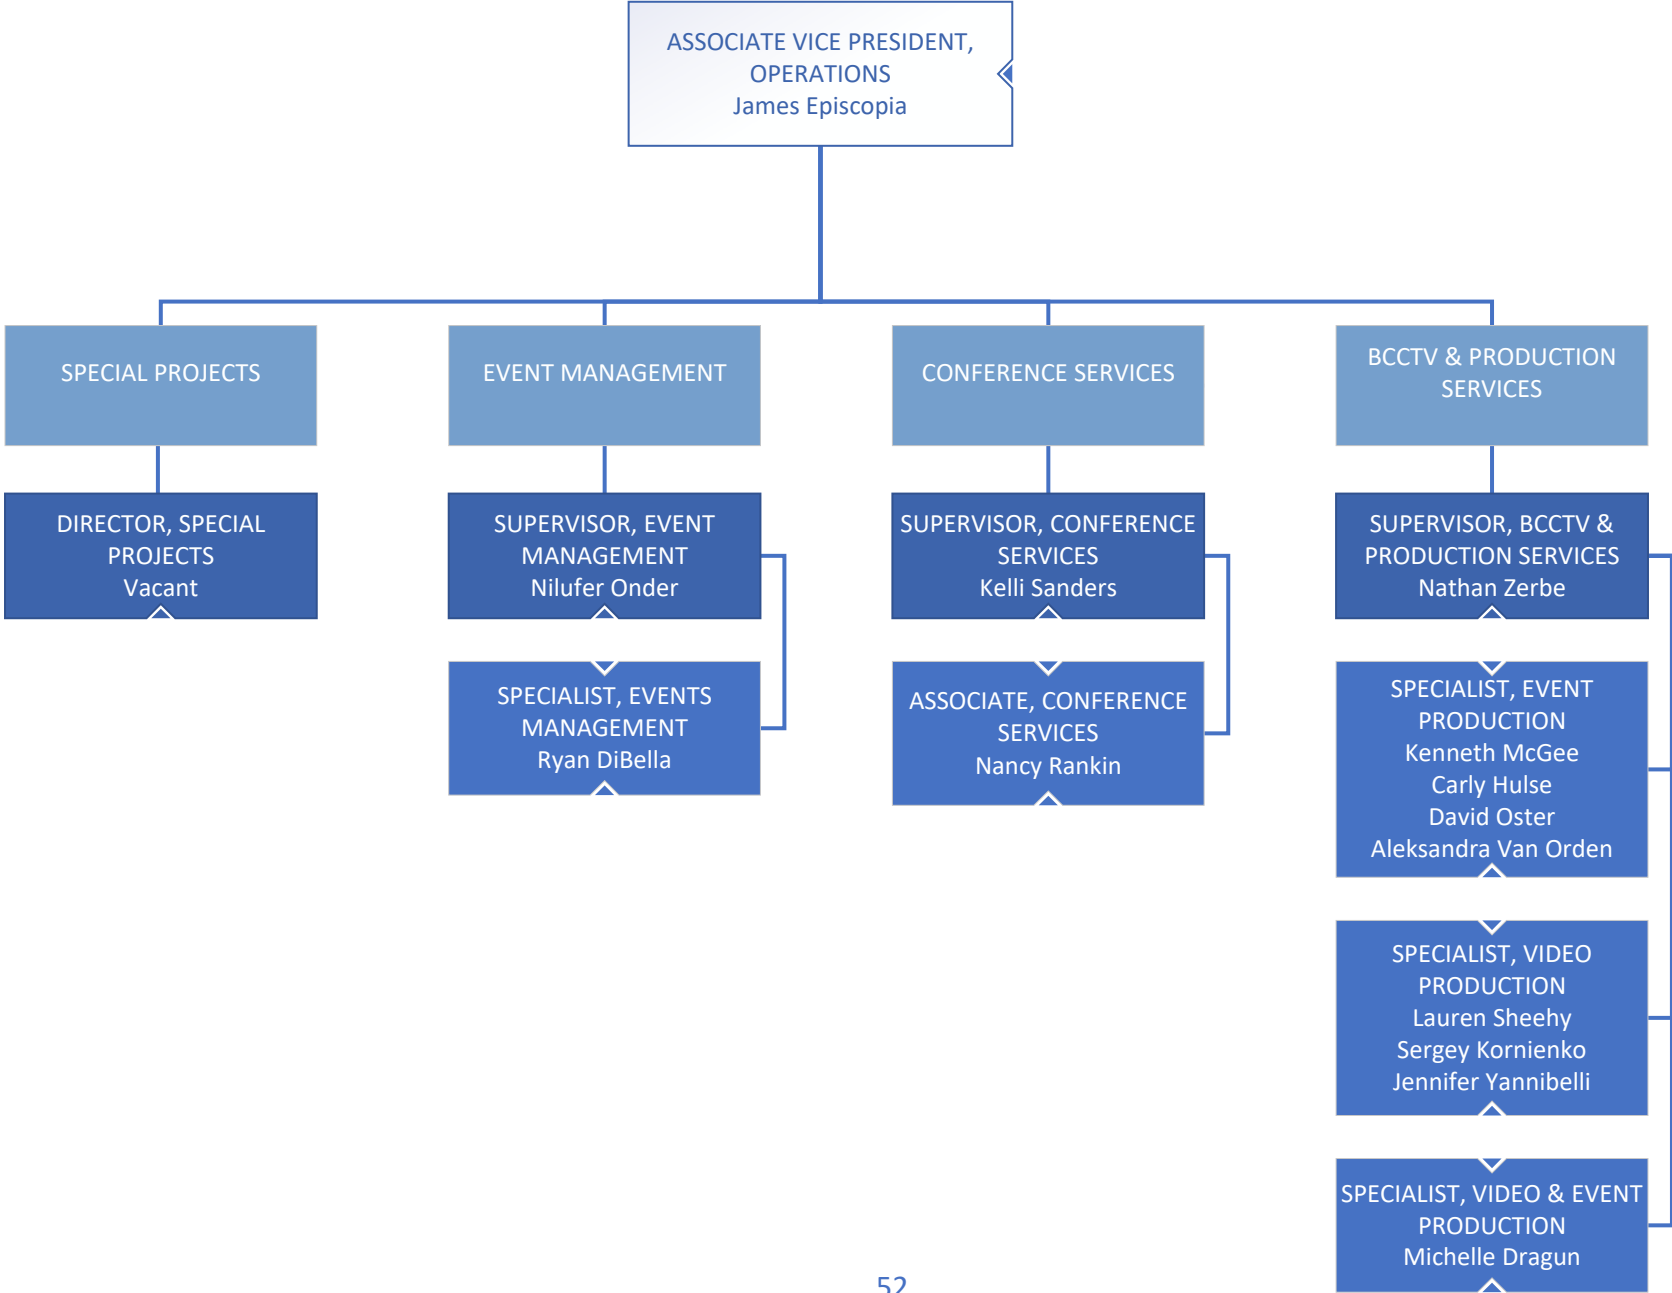 ASSOCIATE VICE PRESIDENT,
OPERATIONS
James Episcopia
SPECIAL PROJECTS
EVENT MANAGEMENT
CONFERENCE SERVICES
BCCTV & PRODUCTION
SERVICES
DIRECTOR, SPECIAL
PROJECTS
Vacant
SUPERVISOR, EVENT
MANAGEMENT
Nilufer Onder
SUPERVISOR, CONFERENCE
SERVICES
Kelli Sanders
SUPERVISOR, BCCTV &
PRODUCTION SERVICES
Nathan Zerbe
SPECIALIST, EVENTS
MANAGEMENT
Ryan DiBella
ASSOCIATE, CONFERENCE
SERVICES
Nancy Rankin
SPECIALIST, EVENT
PRODUCTION
Kenneth McGee
Carly Hulse
David Oster
Aleksandra Van Orden
SPECIALIST, VIDEO
PRODUCTION
Lauren Sheehy
Sergey Kornienko
Jennifer Yannibelli
SPECIALIST, VIDEO & EVENT
PRODUCTION
Michelle Dragun
52